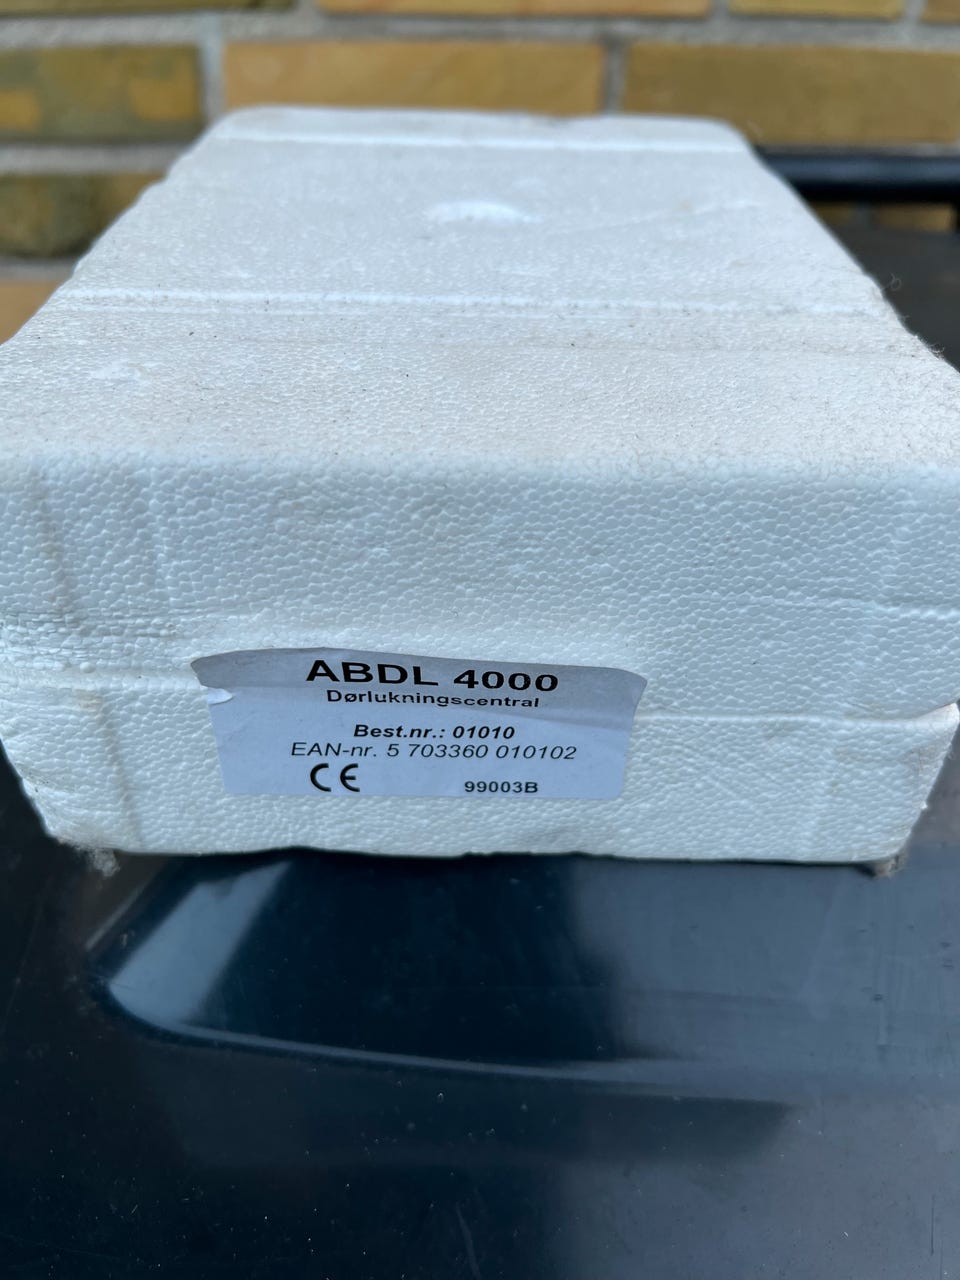 ABDL 4000
Dørlukningscentral
Best.nr.: 01010
EAN-nr. 5 703360 010102
CE 99003B